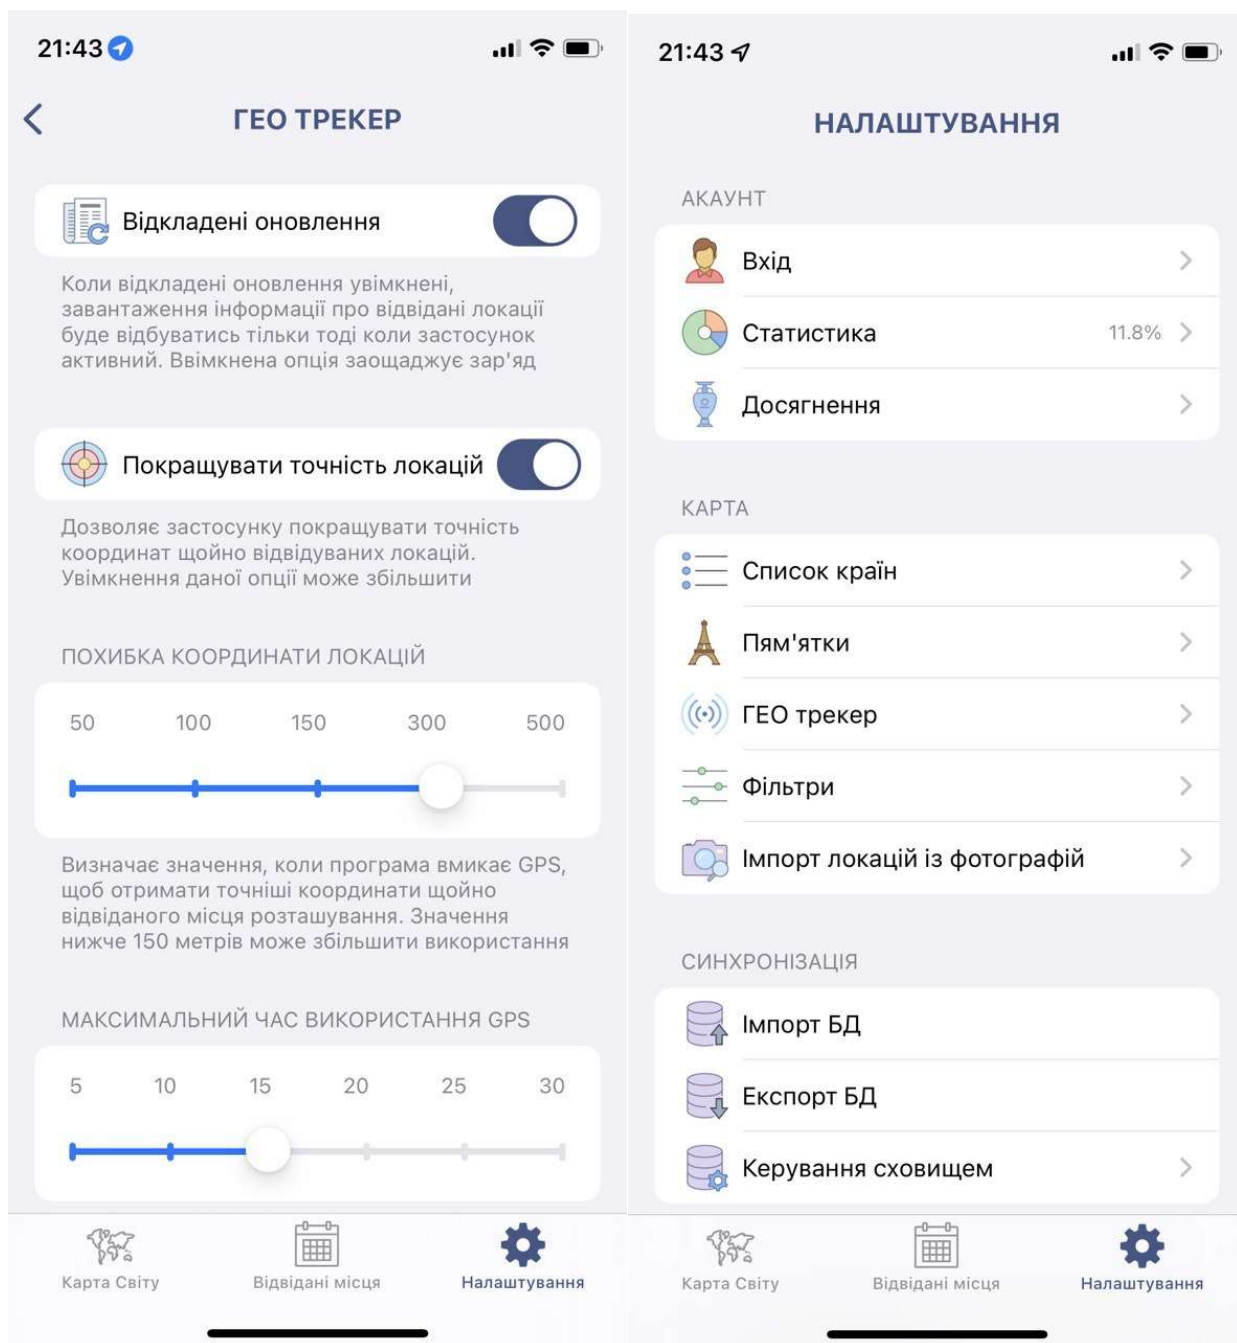 21:43
ГЕО ТРЕКЕР
Відкладені оновлення
Коли відкладені оновлення увімкнені,
завантаження інформації про відвідані локації
буде відбуватись тільки тоді коли застосунок
активний. Ввімкнена опція заощаджує зар'яд
Покращувати точність локацій
Дозволяє застосунку покращувати точність
координат щойно відвідуваних локацій.
Увімкнення даної опції може збільшити
ПОХИБКА КООРДИНАТИ ЛОКАЦІЙ
50 100 150 300 500
Визначає значення, коли програма вмикає GPS,
щоб отримати точніші координати щойно
відвіданого місця розташування. Значення
нижче 150 метрів може збільшити використання
МАКСИМАЛЬНИЙ ЧАС ВИКОРИСТАННЯ GPS
5 10 15 20 25 30
Карта Світу Відвідані місця Налаштування
21:43
НАЛАШТУВАННЯ
АКАУНТ
Вхід
Статистика 11.8%
Досягнення
КАРТА
Список країн
Пям'ятки
ГЕО трекер
Фільтри
Імпорт локацій із фотографій
СИНХРОНІЗАЦІЯ
Імпорт БД
Експорт БД
Керування сховищем
Карта Світу Відвідані місця Налаштування